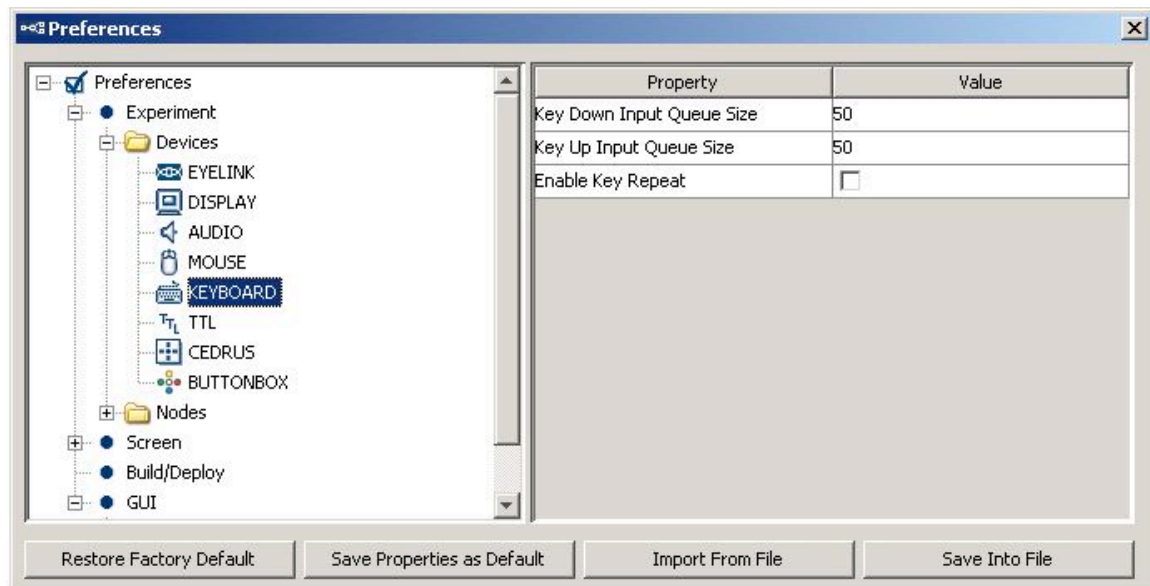 Preferences
Preferences
Experiment
Devices
EYELINK
DISPLAY
AUDIO
MOUSE
KEYBOARD
TTL TTL
CEDRUS
BUTTONBOX
Nodes
Screen
Build/Deploy
GUI
Property Value
Key Down Input Queue Size 50
Key Up Input Queue Size 50
Enable Key Repeat
Restore Factory Default Save Properties as Default Import From File Save Into File